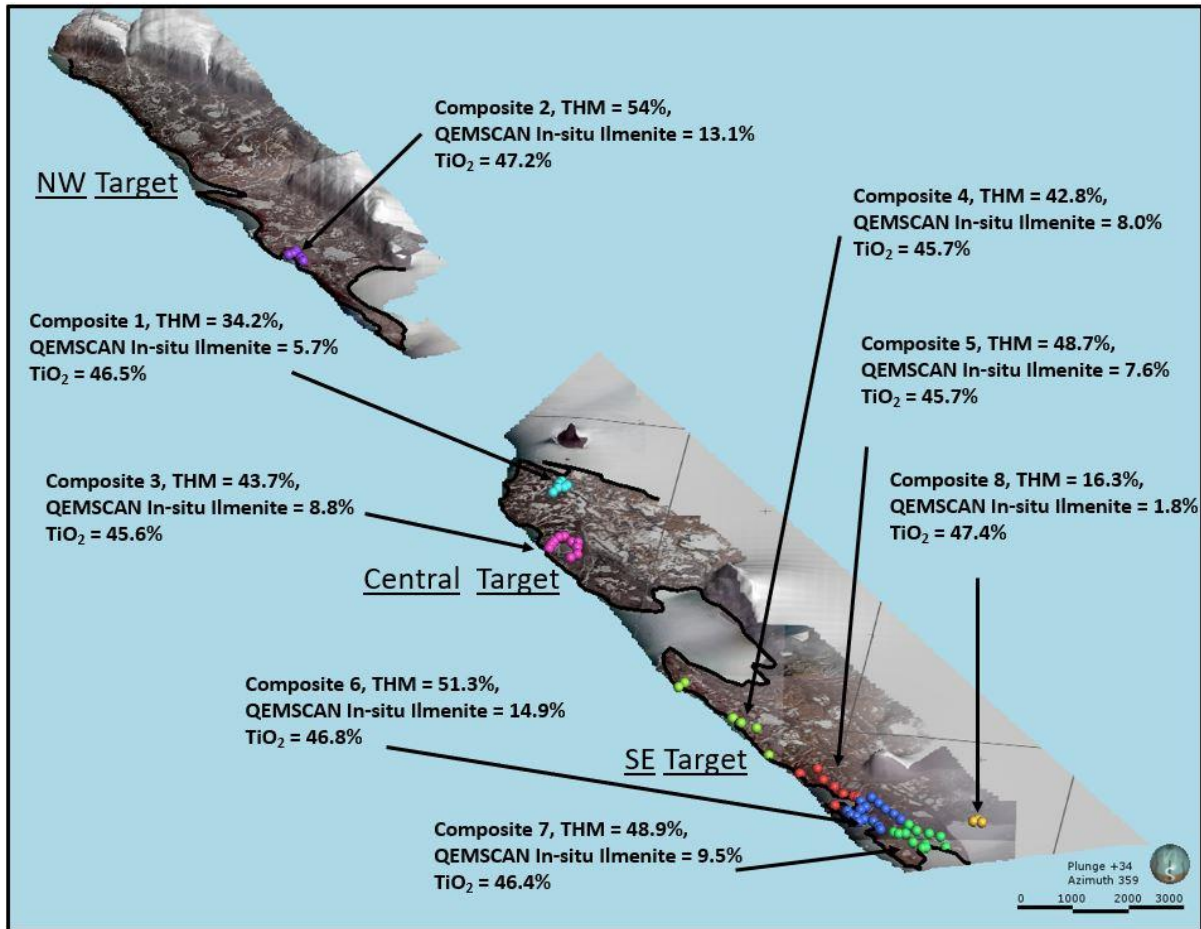 Composite 2, THM = 54%,
QEMSCAN In-situ Ilmenite = 13.1%
TiO₂ = 47.2%
NW Target
Composite 4, THM = 42.8%,
QEMSCAN In-situ Ilmenite = 8.0%
TiO₂ = 45.7%
Composite 1, THM = 34.2%,
QEMSCAN In-situ Ilmenite = 5.7%
TiO₂ = 46.5%
Composite 5, THM = 48.7%,
QEMSCAN In-situ Ilmenite = 7.6%
TiO₂ = 45.7%
Composite 3, THM = 43.7%,
QEMSCAN In-situ Ilmenite = 8.8%
TiO₂ = 45.6%
Composite 8, THM = 16.3%,
QEMSCAN In-situ Ilmenite = 1.8%
TiO₂ = 47.4%
Central Target
Composite 6, THM = 51.3%,
QEMSCAN In-situ Ilmenite = 14.9%
TiO₂ = 46.8%
SE Target
Composite 7, THM = 48.9%,
QEMSCAN In-situ Ilmenite = 9.5%
TiO₂ = 46.4%
Plunge +34
Azimuth 359
0 1000 2000 3000